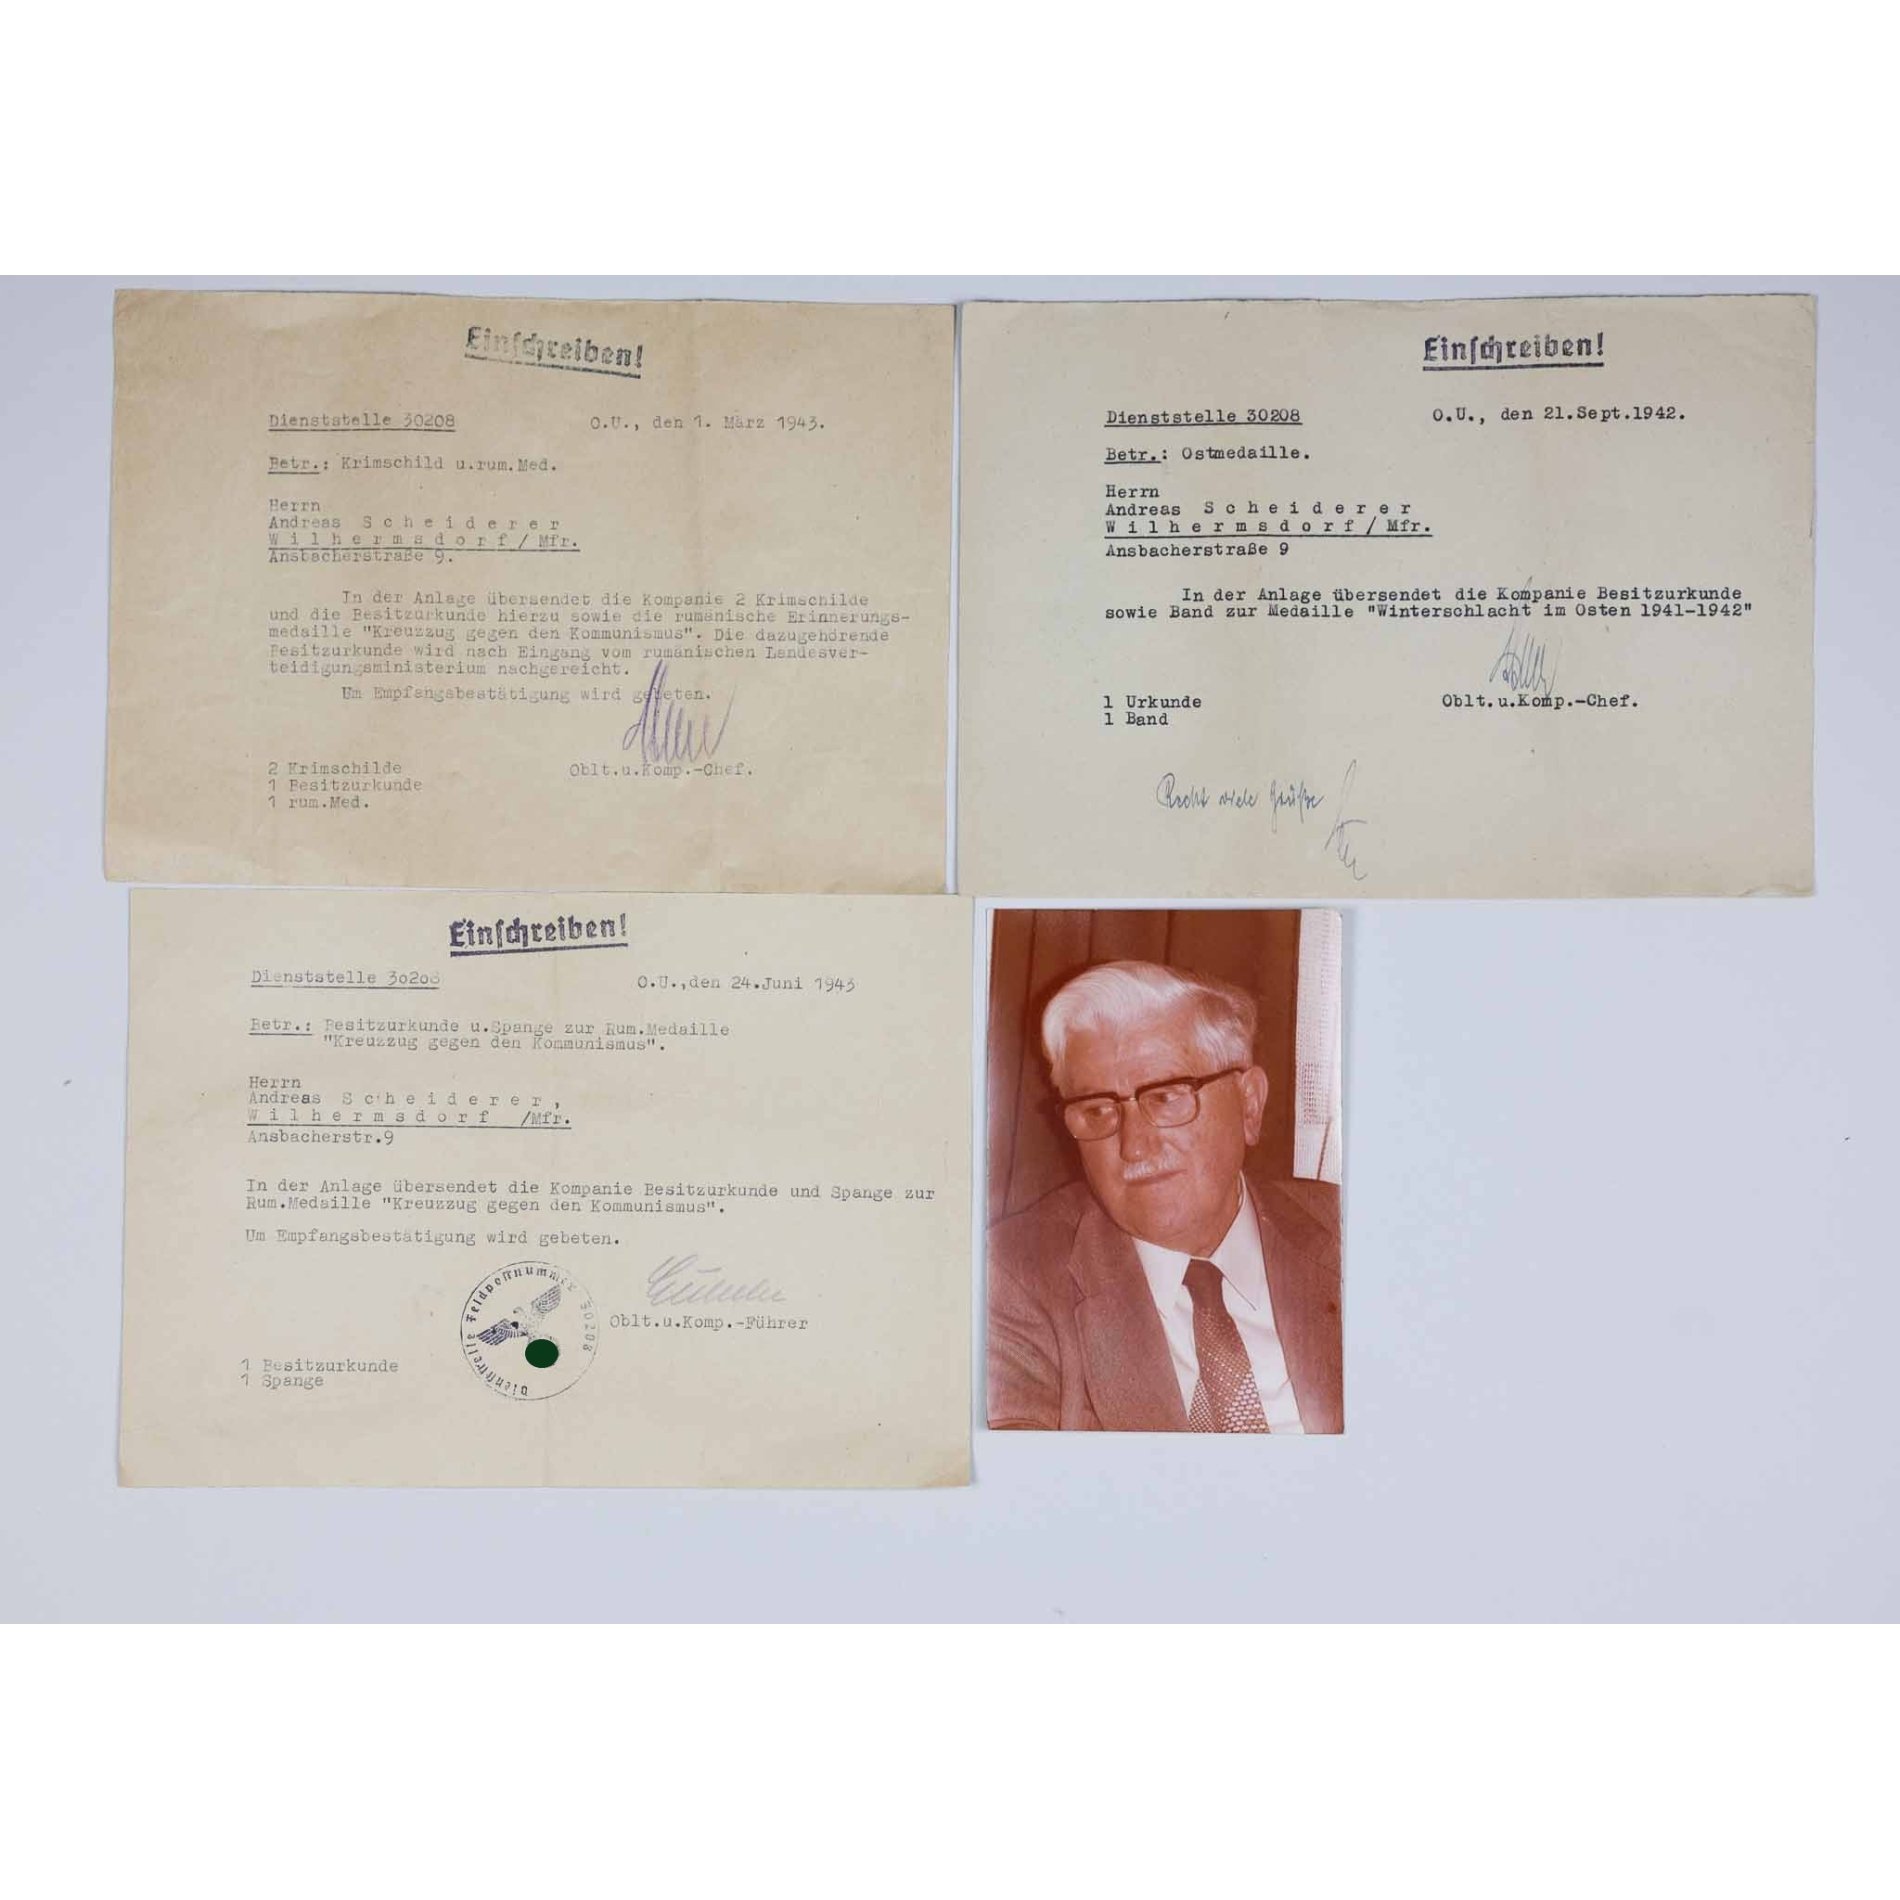 Einschreiben!
Dienststelle 30208 O.U., den 1. März 1943.
Betr.: Krimschild u.rum.Med.
Herrn
Andreas Scheiderer
Wilhermsdorf/Mfr.
Ansbacherstraße 9.
In der Anlage übersendet die Kompanie 2 Krimschilde
und die Besitzurkunde hierzu sowie die rumänische Erinnerungs-
medaille "Kreuzzug gegen den Kommunismus". Die dazugehörende
Besitzurkunde wird nach Eingang vom rumänischen Landesver-
teidigungsministerium nachgereicht.
Um Empfangsbestätigung wird gebeten.
2 Krimschilde
1 Besitzurkunde
1 rum.Med.
Oblt.u.Komp.-Chef.
Einschreiben!
Dienststelle 30208 O.U., den 21.Sept.1942.
Betr.: Ostmedaille.
Herrn
Andreas Scheiderer
Wilhermsdorf/Mfr.
Ansbacherstraße 9
In der Anlage übersendet die Kompanie Besitzurkunde
sowie Band zur Medaille "Winterschlacht im Osten 1941-1942"
1 Urkunde
1 Band
Oblt.u.Komp.-Chef.
Recht viele Grüße
Einschreiben!
Dienststelle 30208 O.U.,den 24.Juni 1943
Betr.: Besitzurkunde u.Spange zur Rum.Medaille
"Kreuzzug gegen den Kommunismus".
Herrn
Andreas Scheiderer,
Wilhermsdorf /Mfr.
Ansbacherstr.9
In der Anlage übersendet die Kompanie Besitzurkunde und Spange zur
Rum.Medaille "Kreuzzug gegen den Kommunismus".
Um Empfangsbestätigung wird gebeten.
Dienststelle Feldpostnummer 30208
Oblt.u.Komp.-Führer
1 Besitzurkunde
1 Spange